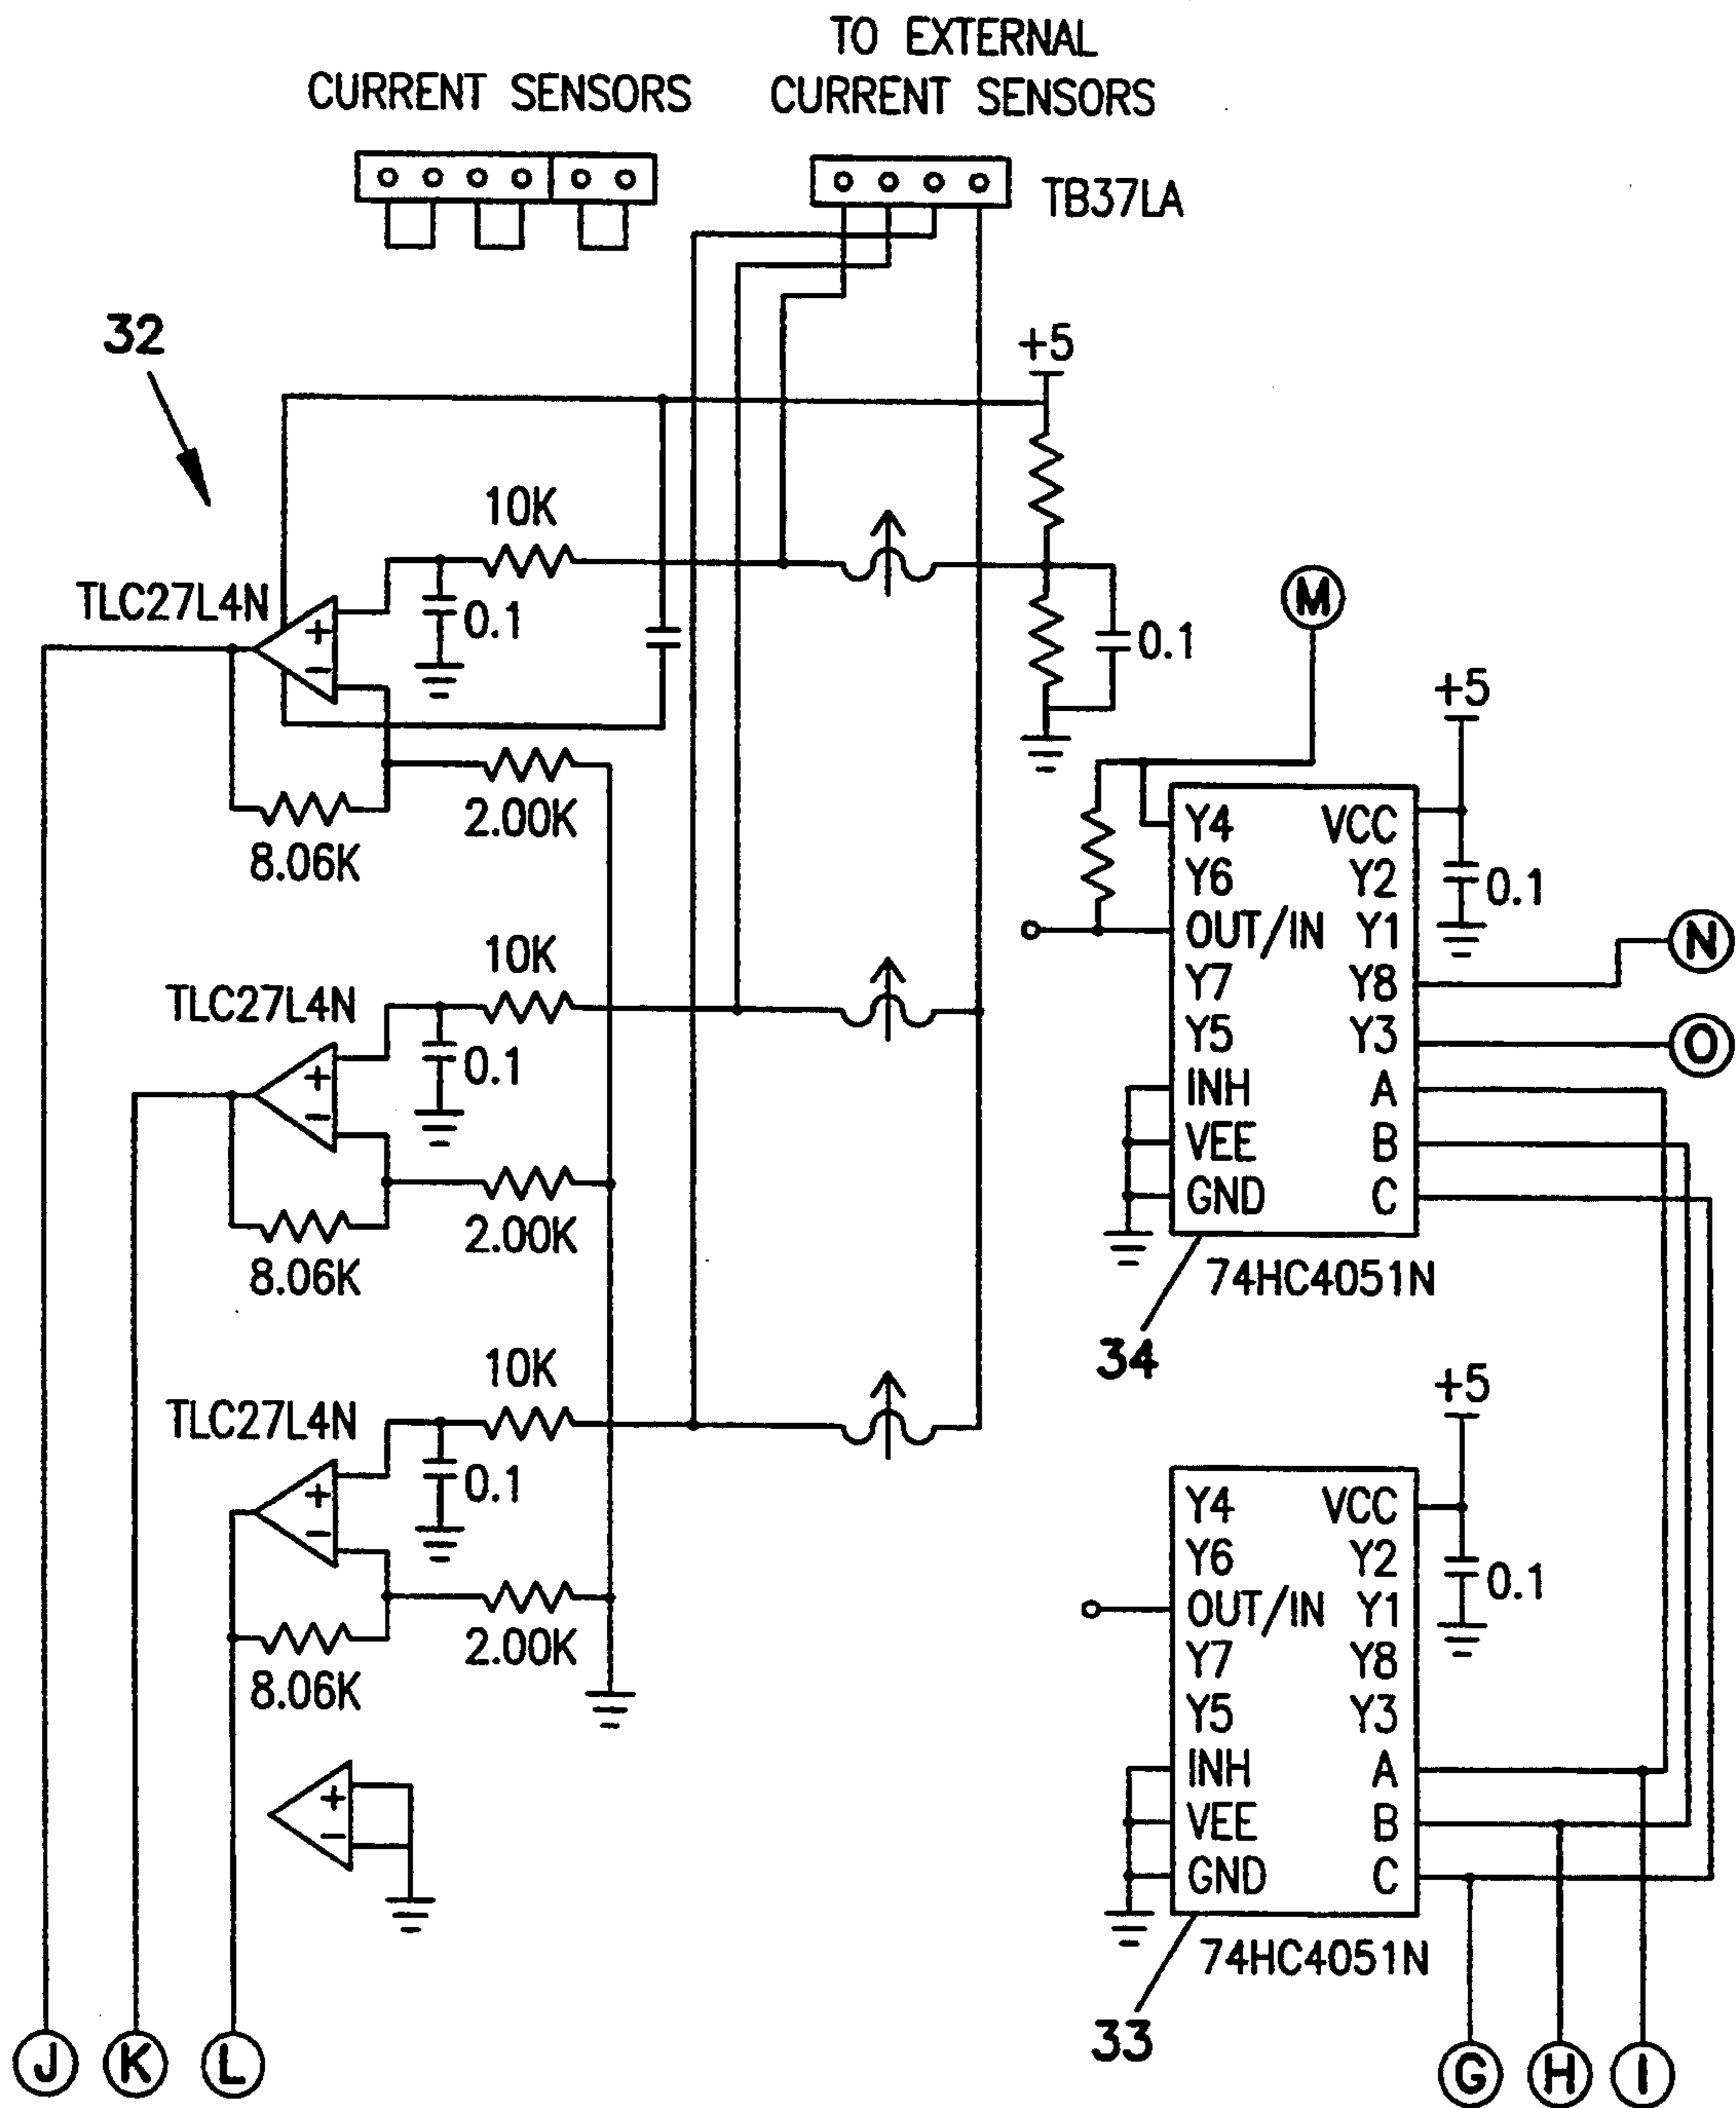 TO EXTERNAL
CURRENT SENSORS
CURRENT SENSORS
TB37LA
32
+5
10K
TLC27L4N
+
−
0.1
0.1
M
2.00K
8.06K
+5
Y4 VCC
Y6 Y2
0.1
OUT/IN Y1
N
Y7 Y8
Y5 Y3
O
INH A
VEE B
GND C
74HC4051N
34
10K
TLC27L4N
+
−
0.1
2.00K
8.06K
10K
TLC27L4N
+
−
0.1
2.00K
8.06K
+
−
+5
Y4 VCC
Y6 Y2
0.1
OUT/IN Y1
Y7 Y8
Y5 Y3
INH A
VEE B
GND C
74HC4051N
33
J K L G H I